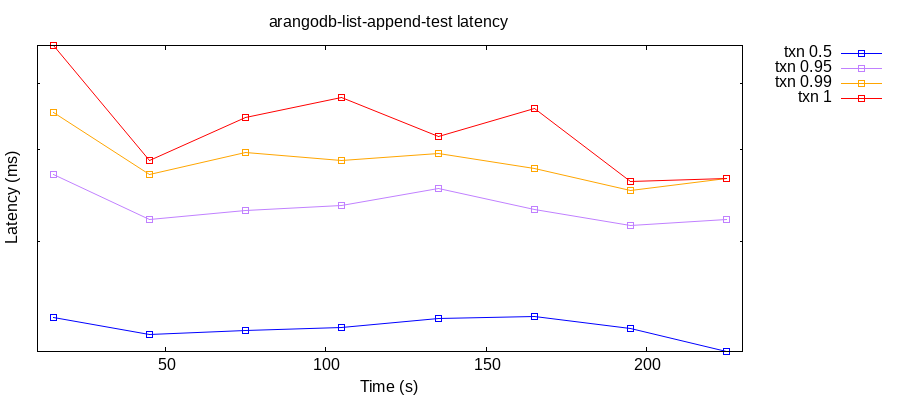 arangodb-list-append-test latency
txn 0.5
txn 0.95
txn 0.99
txn 1
Latency (ms)
50 100 150 200
Time (s)